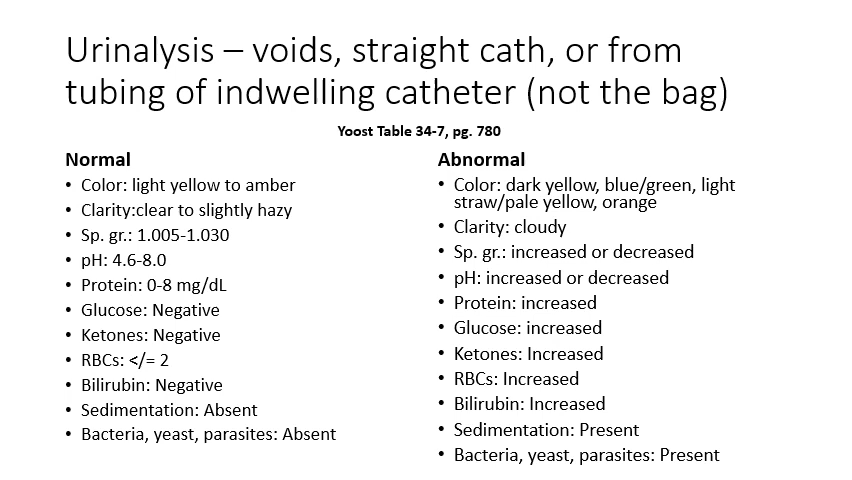 Urinalysis – voids, straight cath, or from
tubing of indwelling catheter (not the bag)
Yoost Table 34-7, pg. 780
Normal
• Color: light yellow to amber
• Clarity:clear to slightly hazy
• Sp. gr.: 1.005-1.030
• pH: 4.6-8.0
• Protein: 0-8 mg/dL
• Glucose: Negative
• Ketones: Negative
• RBCs: </= 2
• Bilirubin: Negative
• Sedimentation: Absent
• Bacteria, yeast, parasites: Absent
Abnormal
• Color: dark yellow, blue/green, light
straw/pale yellow, orange
• Clarity: cloudy
• Sp. gr.: increased or decreased
• pH: increased or decreased
• Protein: increased
• Glucose: increased
• Ketones: Increased
• RBCs: Increased
• Bilirubin: Increased
• Sedimentation: Present
• Bacteria, yeast, parasites: Present